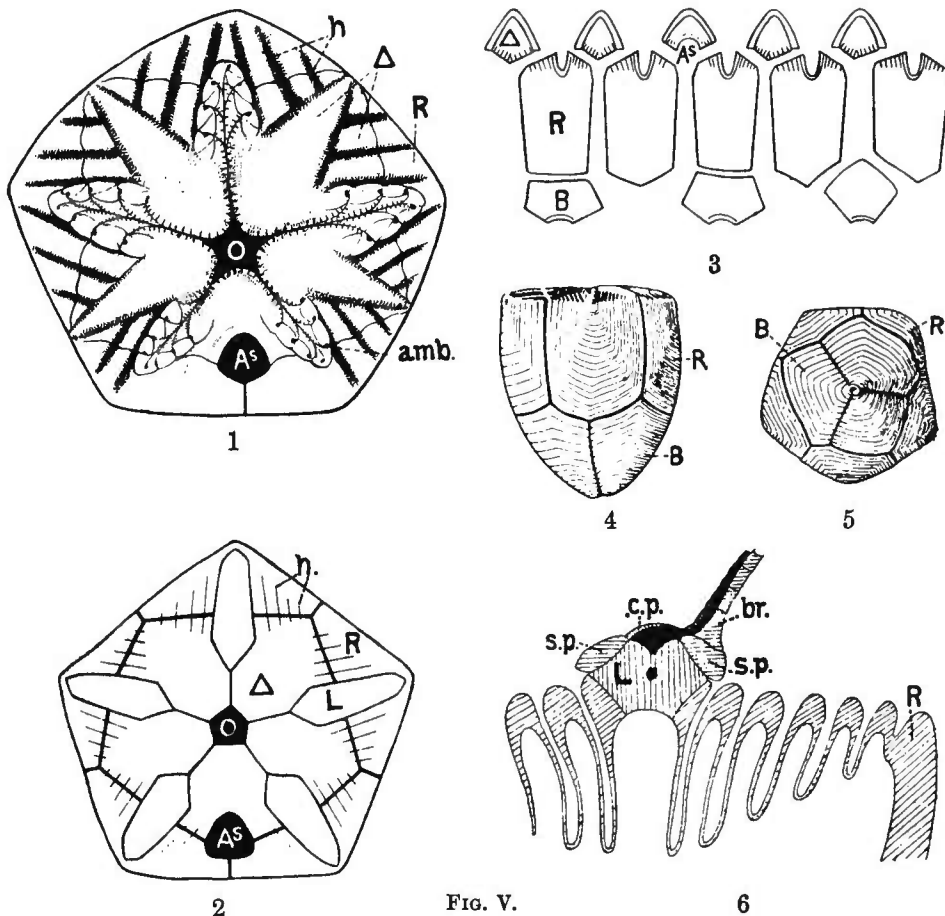 h
Δ
R
O
As
amb.
1
Δ
As
R
B
3
R
B
4
B
R
5
h.
R
Δ
L
O
As
2
c.p.
br.
s.p.
L
s.p.
R
6
FIG. V.